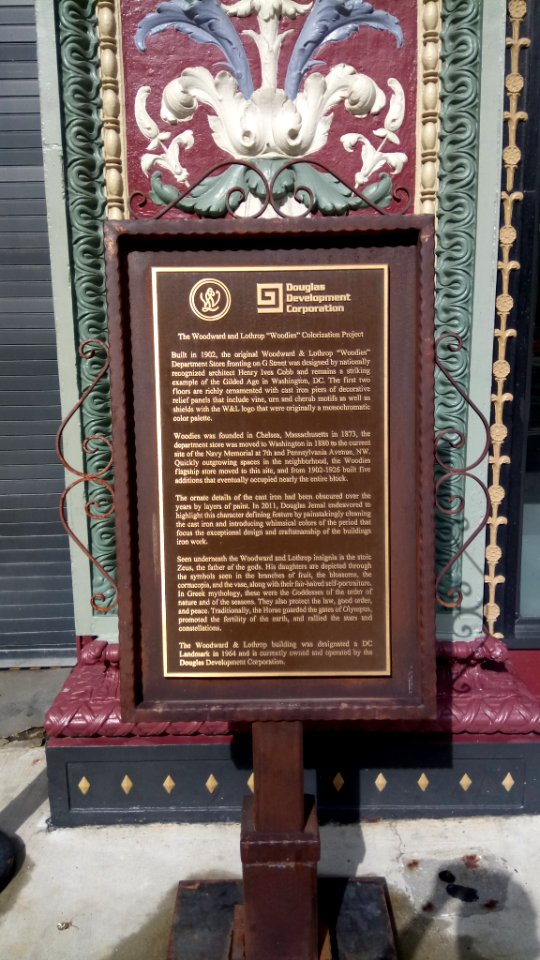 Douglas
Development
Corporation
The Woodward and Lothrop "Woodies" Colorization Project
Built in 1902, the original Woodward & Lothrop "Woodies"
Department Store fronting on G Street was designed by nationally
recognized architect Henry Ives Cobb and remains a striking
example of the Gilded Age in Washington, DC. The first two
floors are richly ornamented with cast iron piers of decorative
relief panels that include vine, urn and cherub motifs as well as
shields with the W&L logo that were originally a monochromatic
color palette.
Woodies was founded in Chelsea, Massachusetts in 1873, the
department store was moved to Washington in 1880 to the current
site of the Navy Memorial at 7th and Pennsylvania Avenue, NW.
Quickly outgrowing spaces in the neighborhood, the Woodies
flagship store moved to this site, and from 1902-1926 built five
additions that eventually occupied nearly the entire block.
The ornate details of the cast iron had been obscured over the
years by layers of paint. In 2011, Douglas Jemal endeavored to
highlight this character defining feature by painstakingly cleaning
the cast iron and introducing whimsical colors of the period that
focus the exceptional design and craftsmanship of the buildings
iron work.
Seen underneath the Woodward and Lothrop insignia is the stoic
Zeus, the father of the gods. His daughters are depicted through
the symbols seen in the branches of fruit, the blossoms, the
cornucopia, and the vase, along with their fair-haired self-portraiture.
In Greek mythology, these were the Goddesses of the order of
nature and of the seasons. They also protect the law, good order,
and peace. Traditionally, the Horae guarded the gates of Olympus,
promoted the fertility of the earth, and rallied the stars and
constellations.
The Woodward & Lothrop building was designated a DC
Landmark in 1964 and is currently owned and operated by the
Douglas Development Corporation.